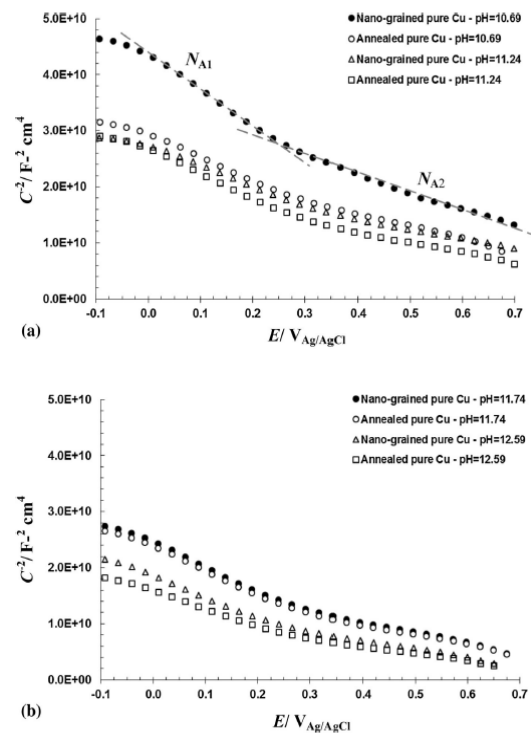 5.0E+10
4.0E+10
3.0E+10
2.0E+10
1.0E+10
0.0E+00
C⁻²/ F⁻² cm⁴
Nano-grained pure Cu - pH=10.69
Annealed pure Cu - pH=10.69
Nano-grained pure Cu - pH=11.24
Annealed pure Cu - pH=11.24
N_A1
N_A2
-0.1 0.0 0.1 0.2 0.3 0.4 0.5 0.6 0.7
(a)
E/ V_Ag/AgCl
5.0E+10
4.0E+10
3.0E+10
2.0E+10
1.0E+10
0.0E+00
C⁻²/ F⁻² cm⁴
Nano-grained pure Cu - pH=11.74
Annealed pure Cu - pH=11.74
Nano-grained pure Cu - pH=12.59
Annealed pure Cu - pH=12.59
-0.1 0.0 0.1 0.2 0.3 0.4 0.5 0.6 0.7
(b)
E/ V_Ag/AgCl